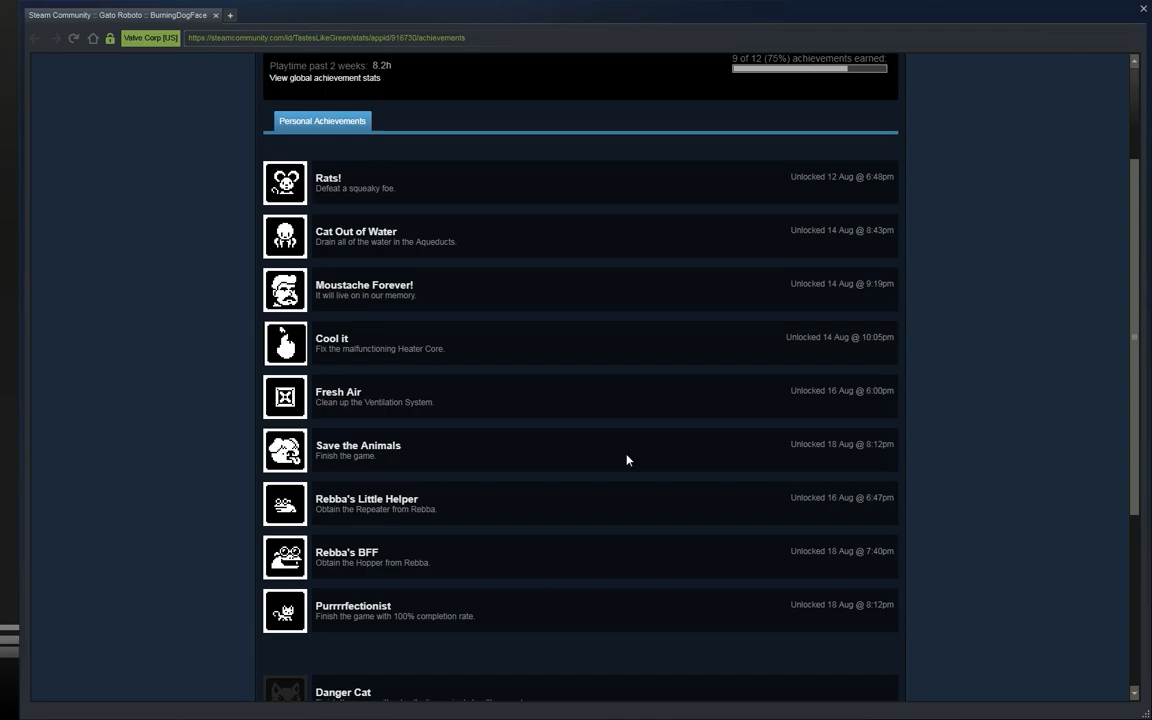 Steam Community :: Gato Roboto :: BurningDogFace
Valve Corp [US] https://steamcommunity.com/id/TastesLikeGreen/stats/appid/916730/achievements
Playtime past 2 weeks: 8.2h
9 of 12 (75%) achievements earned:
View global achievement stats
Personal Achievements
Rats!
Defeat a squeaky foe.
Unlocked 12 Aug @ 6:48pm
Cat Out of Water
Drain all of the water in the Aqueducts.
Unlocked 14 Aug @ 8:43pm
Moustache Forever!
It will live on in our memory.
Unlocked 14 Aug @ 9:19pm
Cool it
Fix the malfunctioning Heater Core.
Unlocked 14 Aug @ 10:05pm
Fresh Air
Clean up the Ventilation System.
Unlocked 16 Aug @ 6:00pm
Save the Animals
Finish the game.
Unlocked 18 Aug @ 8:12pm
Rebba's Little Helper
Obtain the Repeater from Rebba.
Unlocked 16 Aug @ 6:47pm
Rebba's BFF
Obtain the Hopper from Rebba.
Unlocked 18 Aug @ 7:40pm
Purrrrfectionist
Finish the game with 100% completion rate.
Unlocked 18 Aug @ 8:12pm
Danger Cat